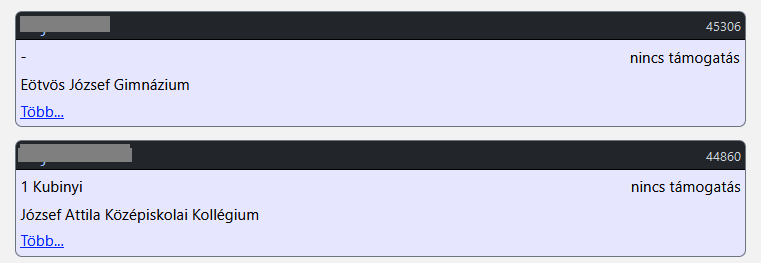 45306
- nincs támogatás
Eötvös József Gimnázium
Több...
44860
1 Kubinyi nincs támogatás
József Attila Középiskolai Kollégium
Több...